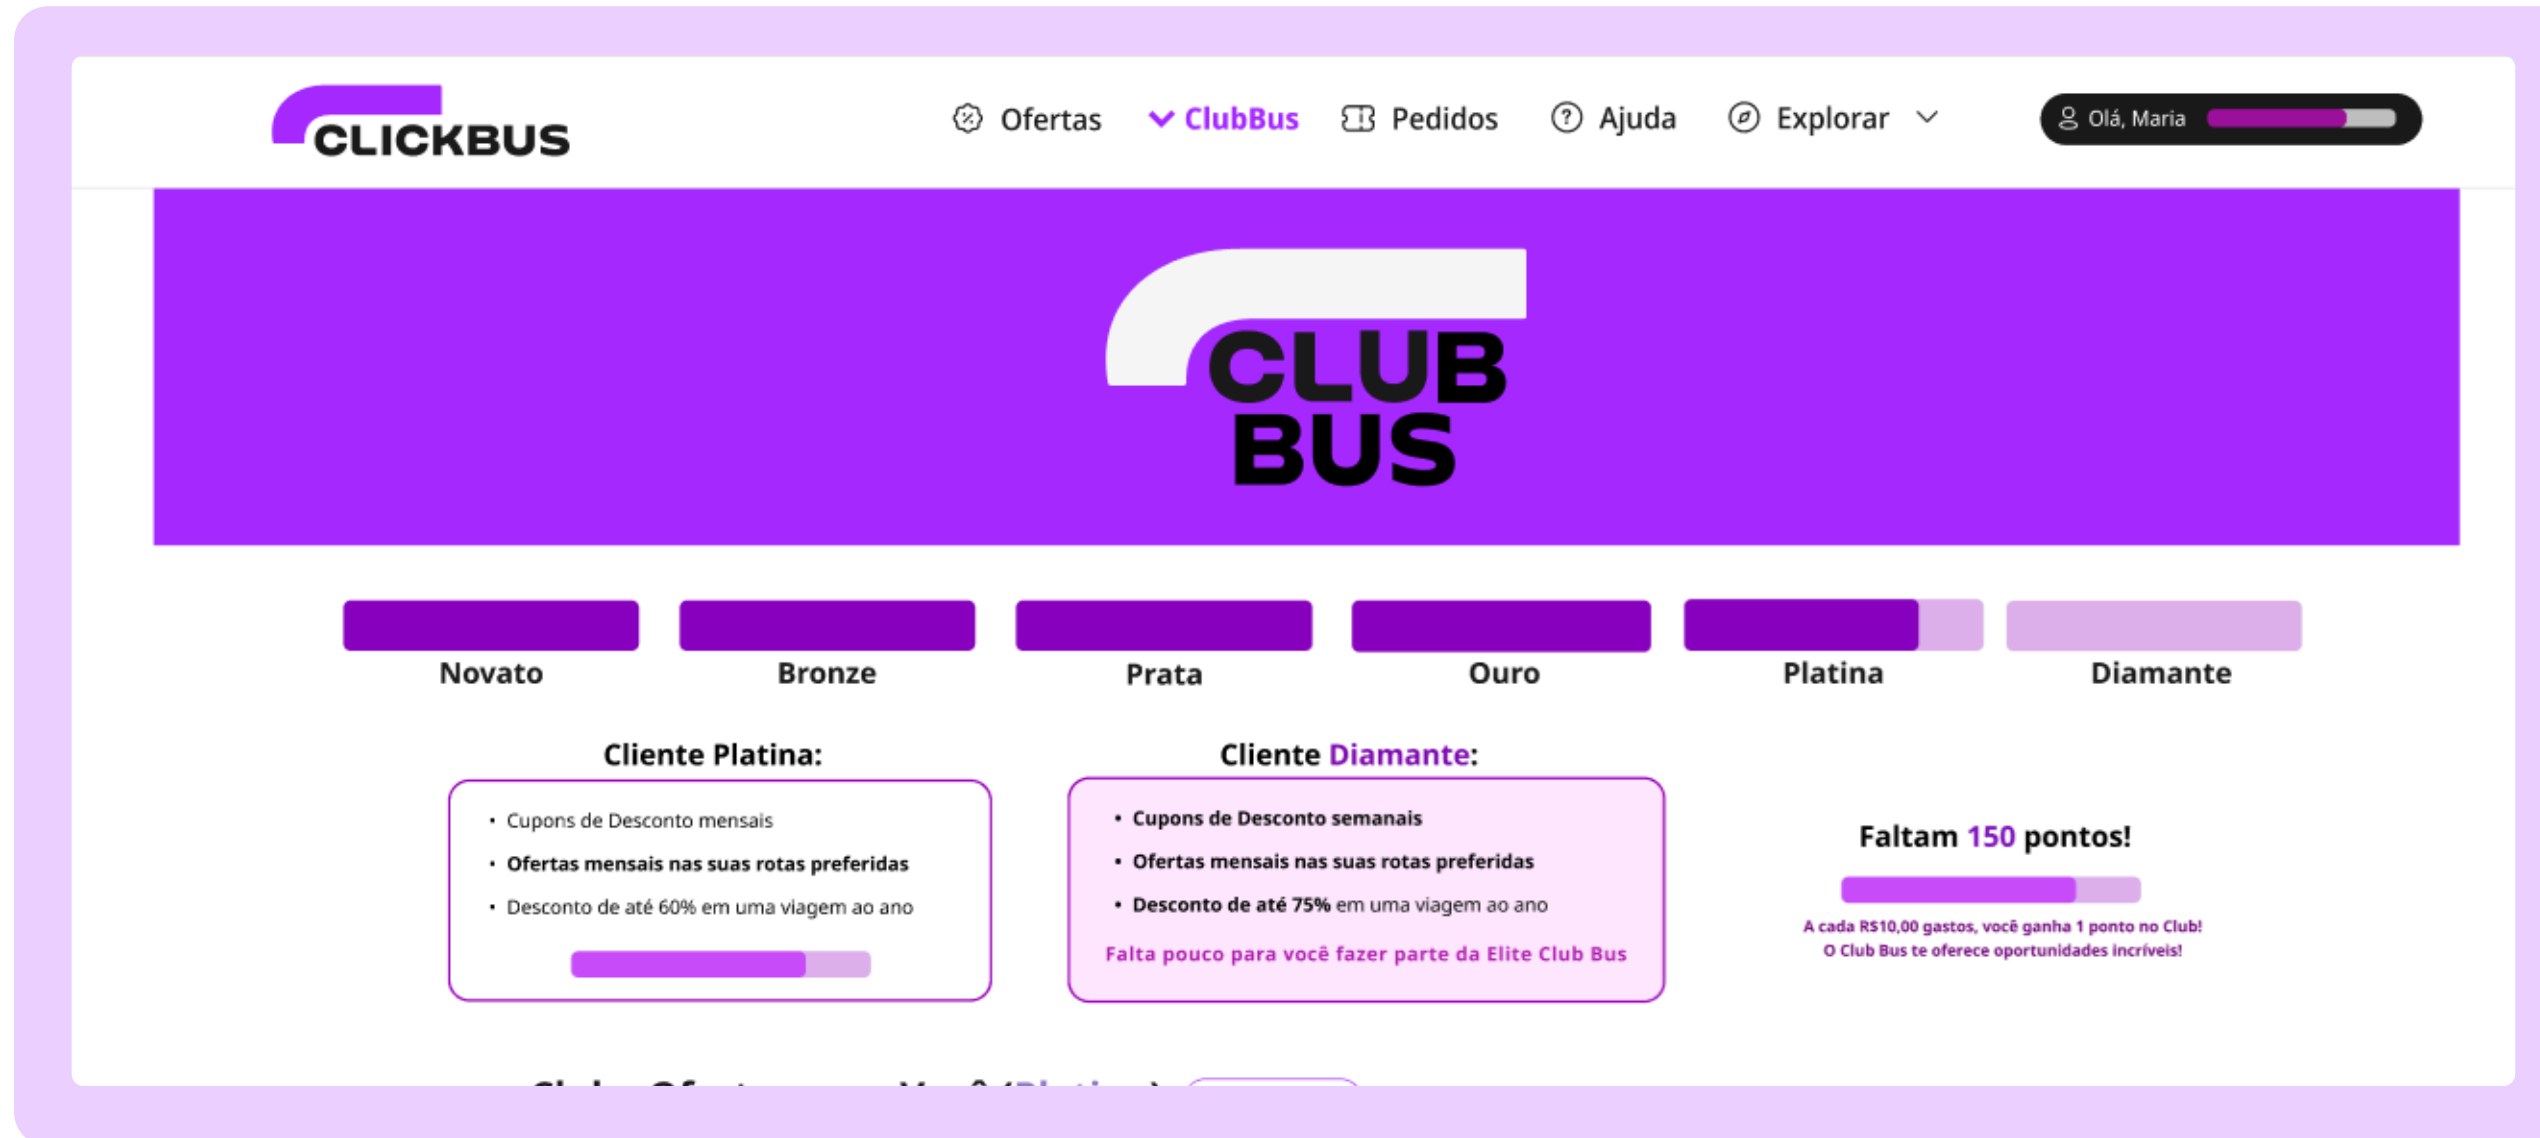 CLICKBUS
Ofertas
ClubBus
Pedidos
Ajuda
Explorar
Olá, Maria
CLUB
BUS
Novato
Bronze
Prata
Ouro
Platina
Diamante
Cliente Platina:
• Cupons de Desconto mensais
• Ofertas mensais nas suas rotas preferidas
• Desconto de até 60% em uma viagem ao ano
Cliente Diamante:
• Cupons de Desconto semanais
• Ofertas mensais nas suas rotas preferidas
• Desconto de até 75% em uma viagem ao ano
Falta pouco para você fazer parte da Elite Club Bus
Faltam 150 pontos!
A cada R$10,00 gastos, você ganha 1 ponto no Club!
O Club Bus te oferece oportunidades incríveis!